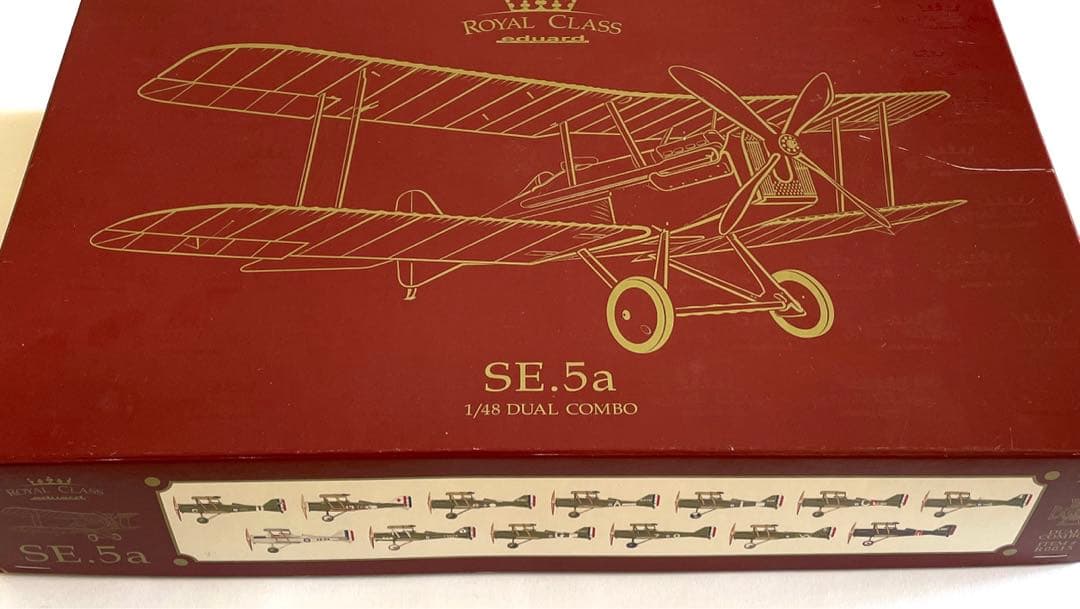 ROYAL CLASS
eduard
SE.5a
1/48 DUAL COMBO
ROYAL CLASS
eduard
SE.5a